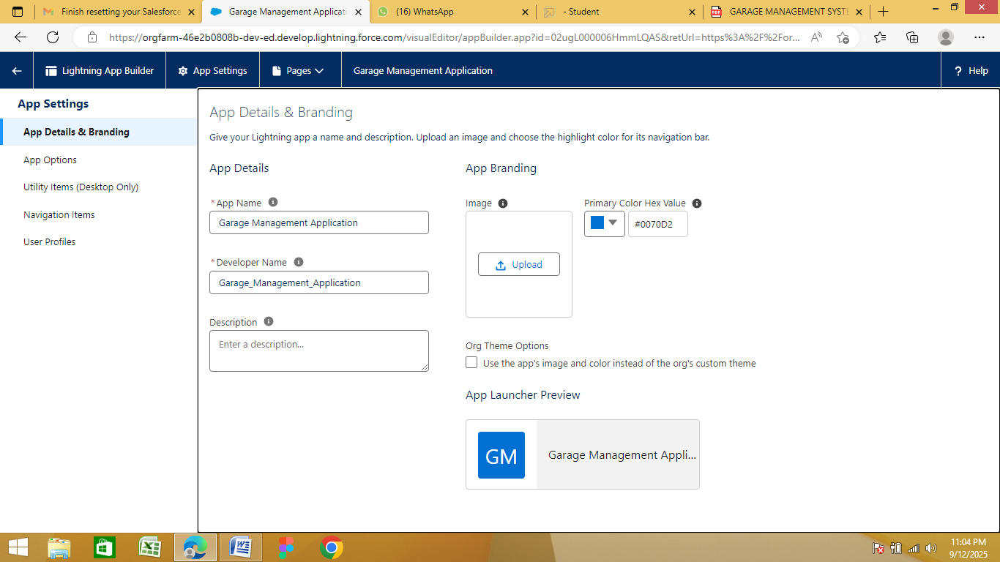 Finish resetting your Salesforce
Garage Management Applicati
(16) WhatsApp
- Student
GARAGE MANAGEMENT SYSTE
https://orgfarm-46e2b0808b-dev-ed.develop.lightning.force.com/visualEditor/appBuilder.app?id=02ugL000006HmmLQAS&retUrl=https%3A%2F%2For...
Lightning App Builder
App Settings
Pages
Garage Management Application
? Help
App Settings
App Details & Branding
App Options
Utility Items (Desktop Only)
Navigation Items
User Profiles
App Details & Branding
Give your Lightning app a name and description. Upload an image and choose the highlight color for its navigation bar.
App Details
*App Name
Garage Management Application
*Developer Name
Garage_Management_Application
Description
Enter a description...
App Branding
Image
Upload
Primary Color Hex Value
#0070D2
Org Theme Options
Use the app's image and color instead of the org's custom theme
App Launcher Preview
GM
Garage Management Appli...
11:04 PM
9/12/2025